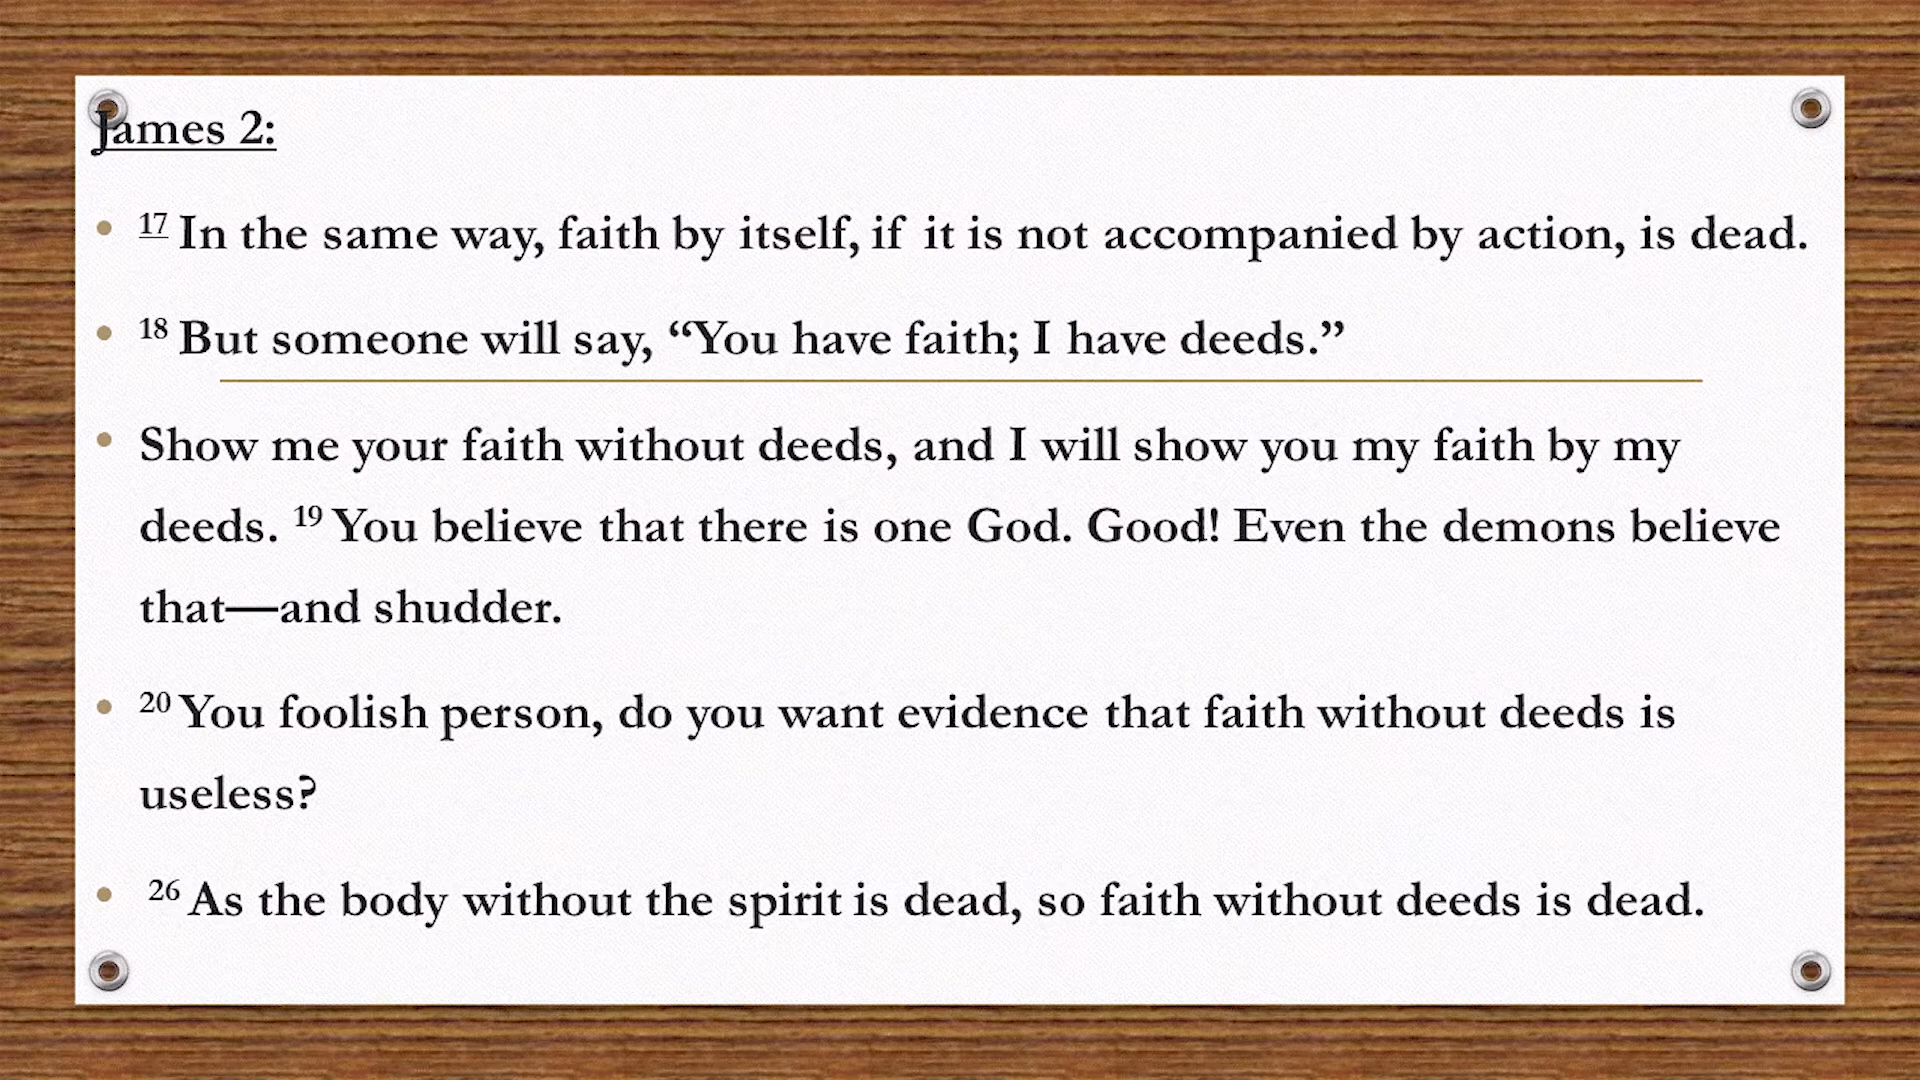 James 2:
• 17 In the same way, faith by itself, if it is not accompanied by action, is dead.
• 18 But someone will say, “You have faith; I have deeds.”
• Show me your faith without deeds, and I will show you my faith by my
deeds. 19 You believe that there is one God. Good! Even the demons believe
that—and shudder.
• 20 You foolish person, do you want evidence that faith without deeds is
useless?
• 26 As the body without the spirit is dead, so faith without deeds is dead.